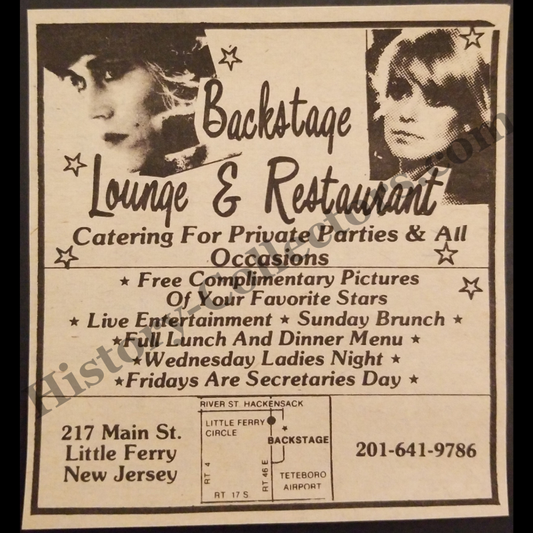 Backstage
Lounge & Restaurant
Catering For Private Parties & All
Occasions
★ Free Complimentary Pictures
Of Your Favorite Stars
★ Live Entertainment ★ Sunday Brunch ★
★Full Lunch And Dinner Menu ★
★Wednesday Ladies Night ★
★Fridays Are Secretaries Day ★
217 Main St.
Little Ferry
New Jersey
RIVER ST. HACKENSACK
LITTLE FERRY
CIRCLE
BACKSTAGE
RT 4
RT 46 E
TETEBORO
AIRPORT
RT 17 S.
201-641-9786
History-Collectors.com